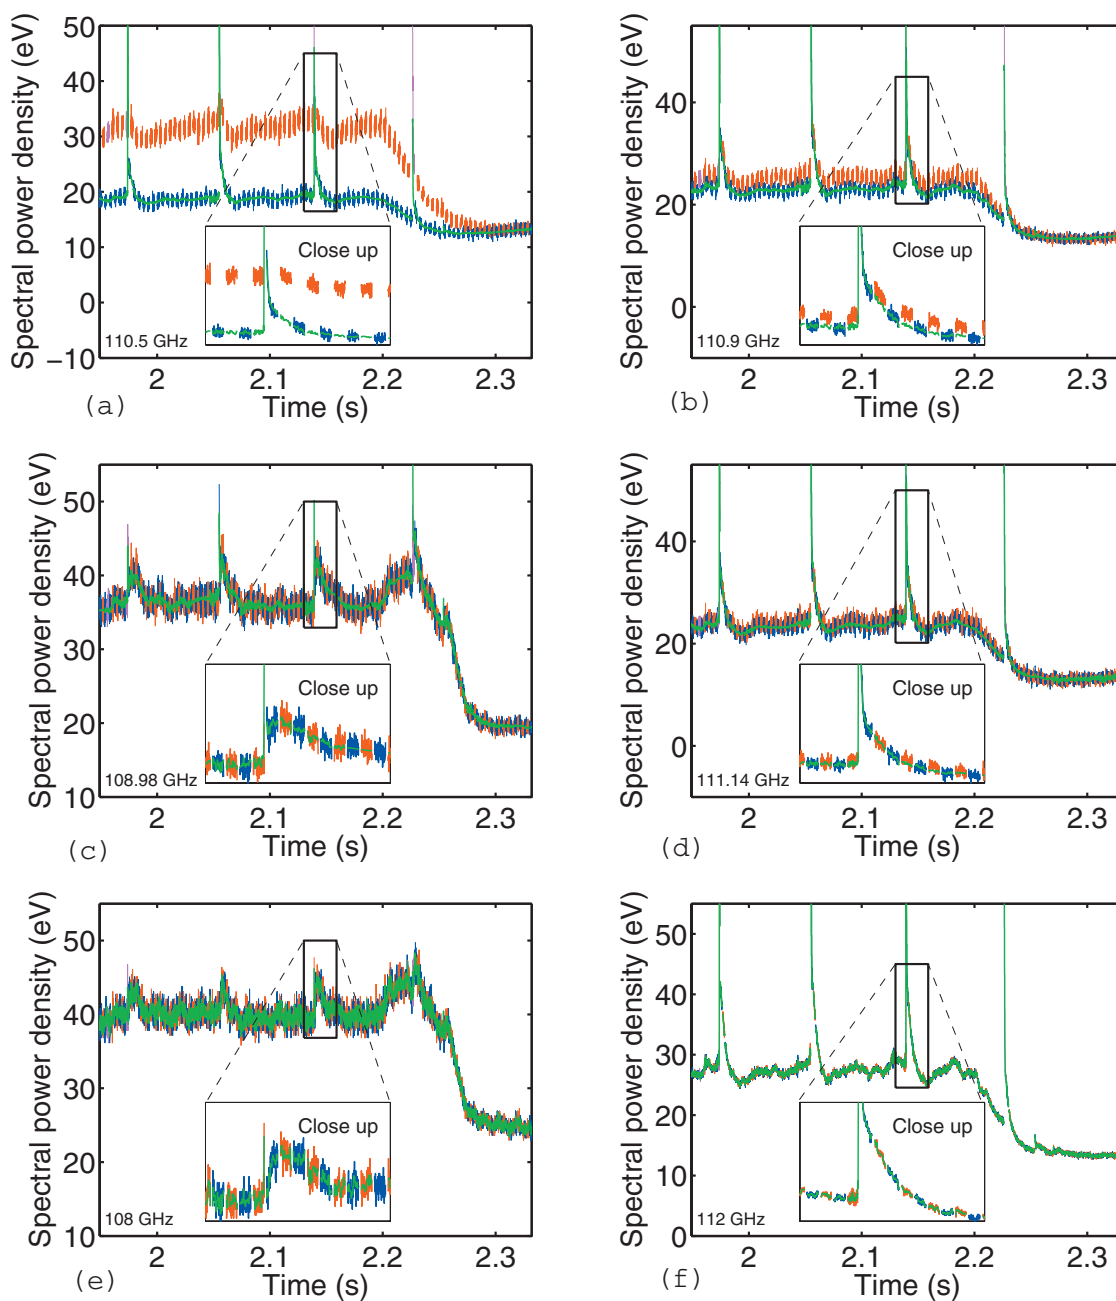 Spectral power density (eV)
50
40
30
20
10
0
−10
Close up
110.5 GHz
2
2.1
2.2
2.3
Time (s)
(a)
Spectral power density (eV)
40
20
0
Close up
110.9 GHz
2
2.1
2.2
2.3
Time (s)
(b)
Spectral power density (eV)
50
40
30
20
10
Close up
108.98 GHz
2
2.1
2.2
2.3
Time (s)
(c)
Spectral power density (eV)
40
20
0
Close up
111.14 GHz
2
2.1
2.2
2.3
Time (s)
(d)
Spectral power density (eV)
50
40
30
20
10
Close up
108 GHz
2
2.1
2.2
2.3
Time (s)
(e)
Spectral power density (eV)
50
40
30
20
10
0
Close up
112 GHz
2
2.1
2.2
2.3
Time (s)
(f)